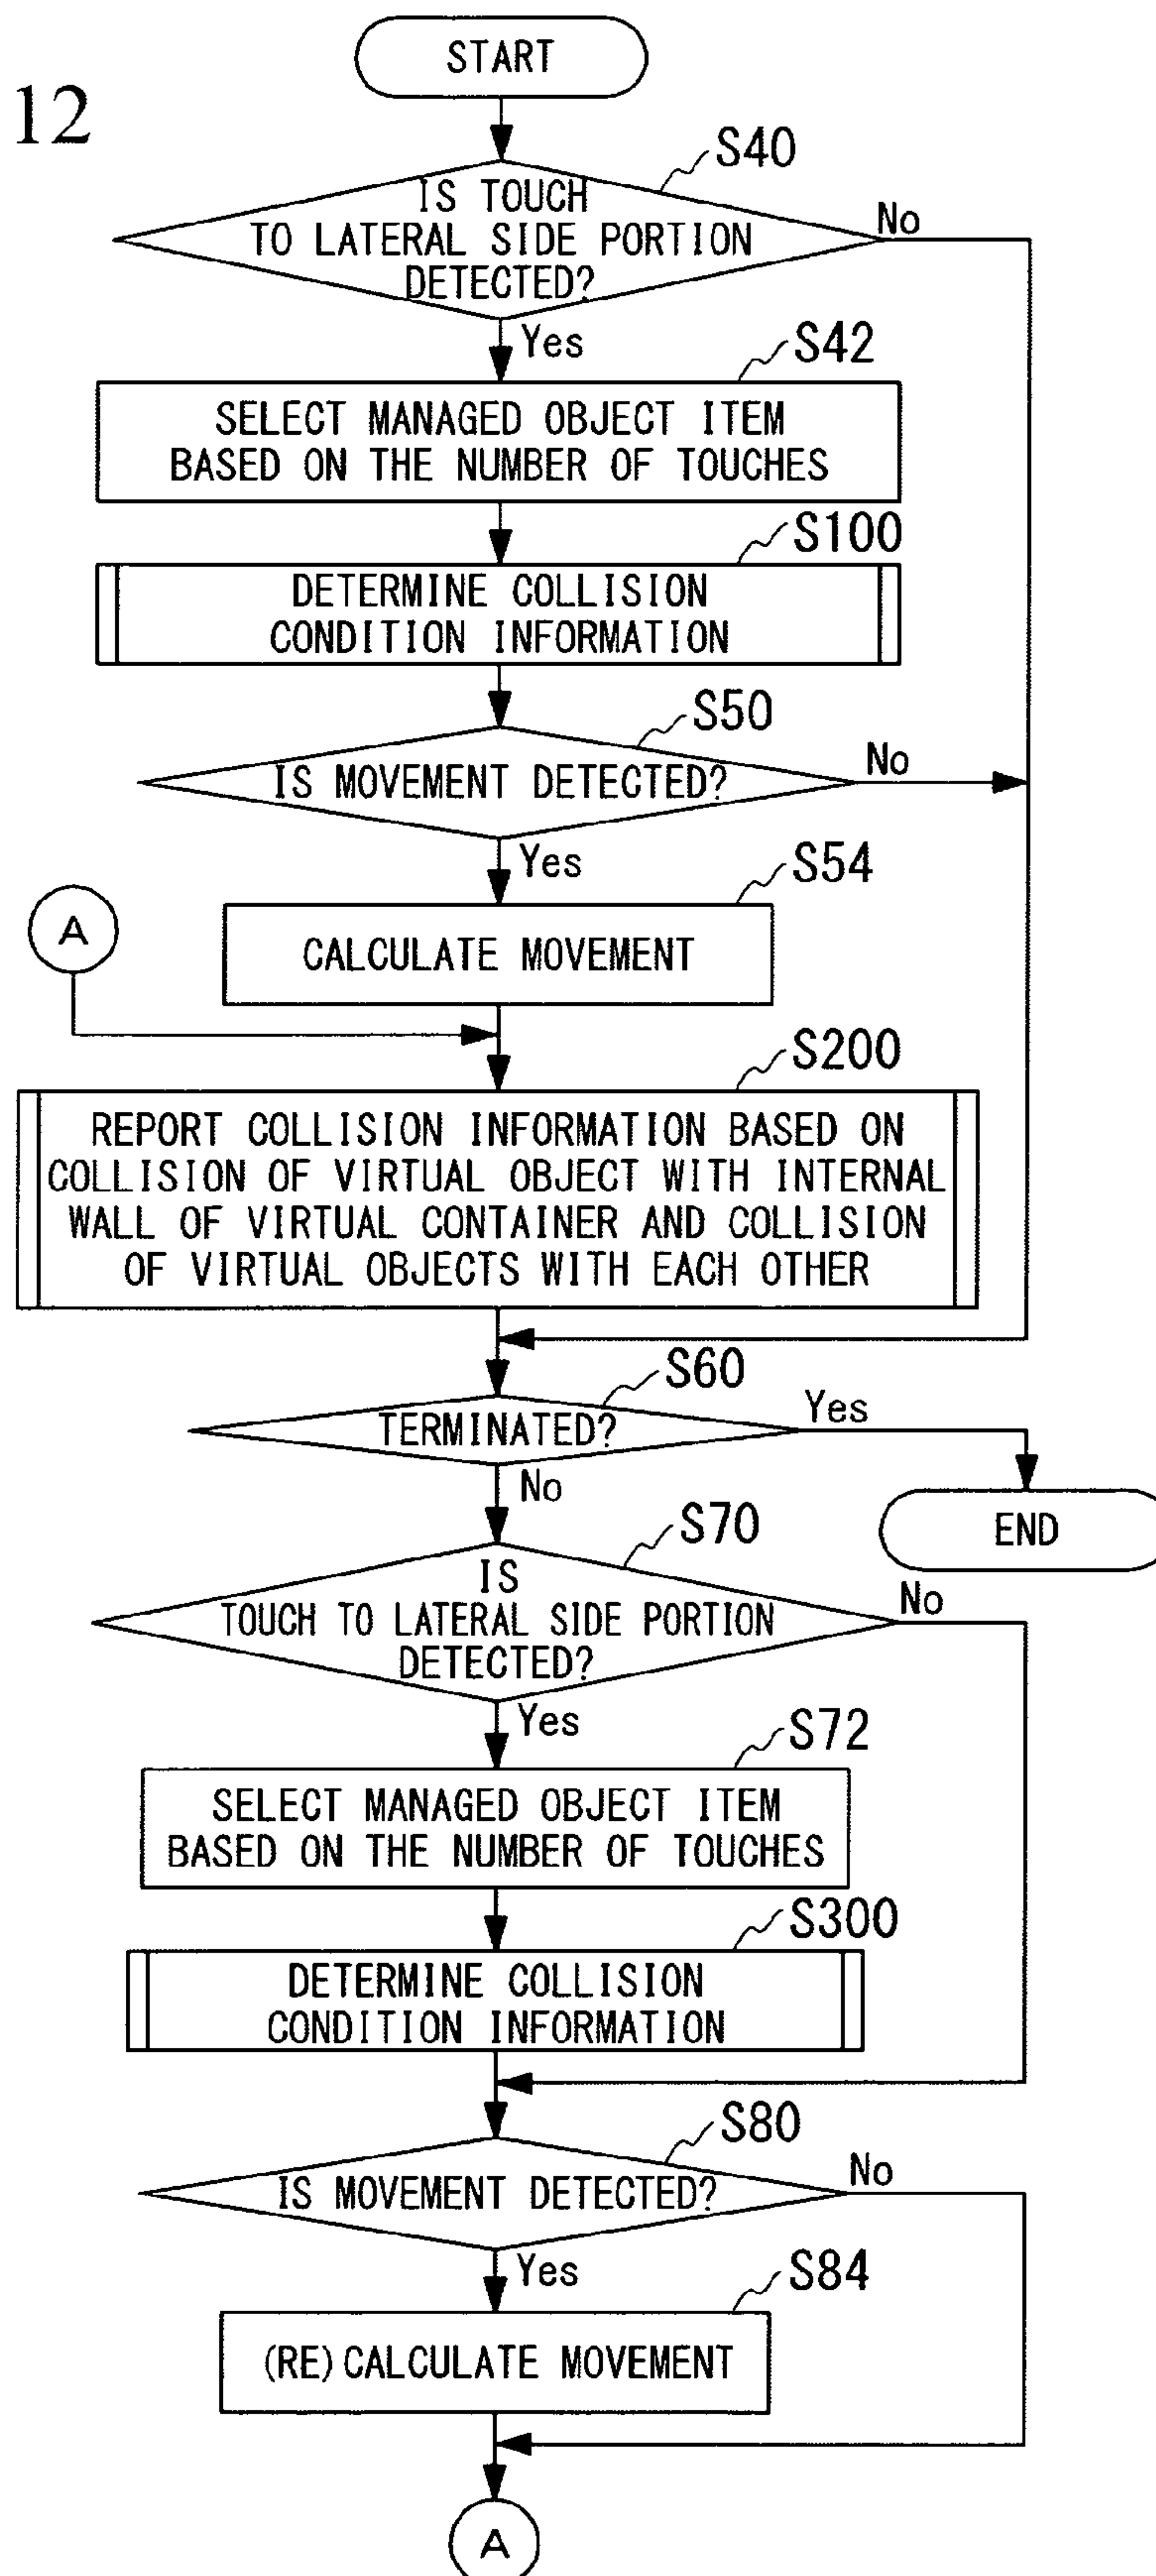 START
12
S40
IS TOUCH
TO LATERAL SIDE PORTION
DETECTED?
No
Yes
S42
SELECT MANAGED OBJECT ITEM
BASED ON THE NUMBER OF TOUCHES
S100
DETERMINE COLLISION
CONDITION INFORMATION
S50
IS MOVEMENT DETECTED?
No
Yes
S54
A
CALCULATE MOVEMENT
S200
REPORT COLLISION INFORMATION BASED ON
COLLISION OF VIRTUAL OBJECT WITH INTERNAL
WALL OF VIRTUAL CONTAINER AND COLLISION
OF VIRTUAL OBJECTS WITH EACH OTHER
S60
TERMINATED?
Yes
No
END
S70
IS
TOUCH TO LATERAL SIDE PORTION
DETECTED?
No
Yes
S72
SELECT MANAGED OBJECT ITEM
BASED ON THE NUMBER OF TOUCHES
S300
DETERMINE COLLISION
CONDITION INFORMATION
S80
IS MOVEMENT DETECTED?
No
Yes
S84
(RE)CALCULATE MOVEMENT
A